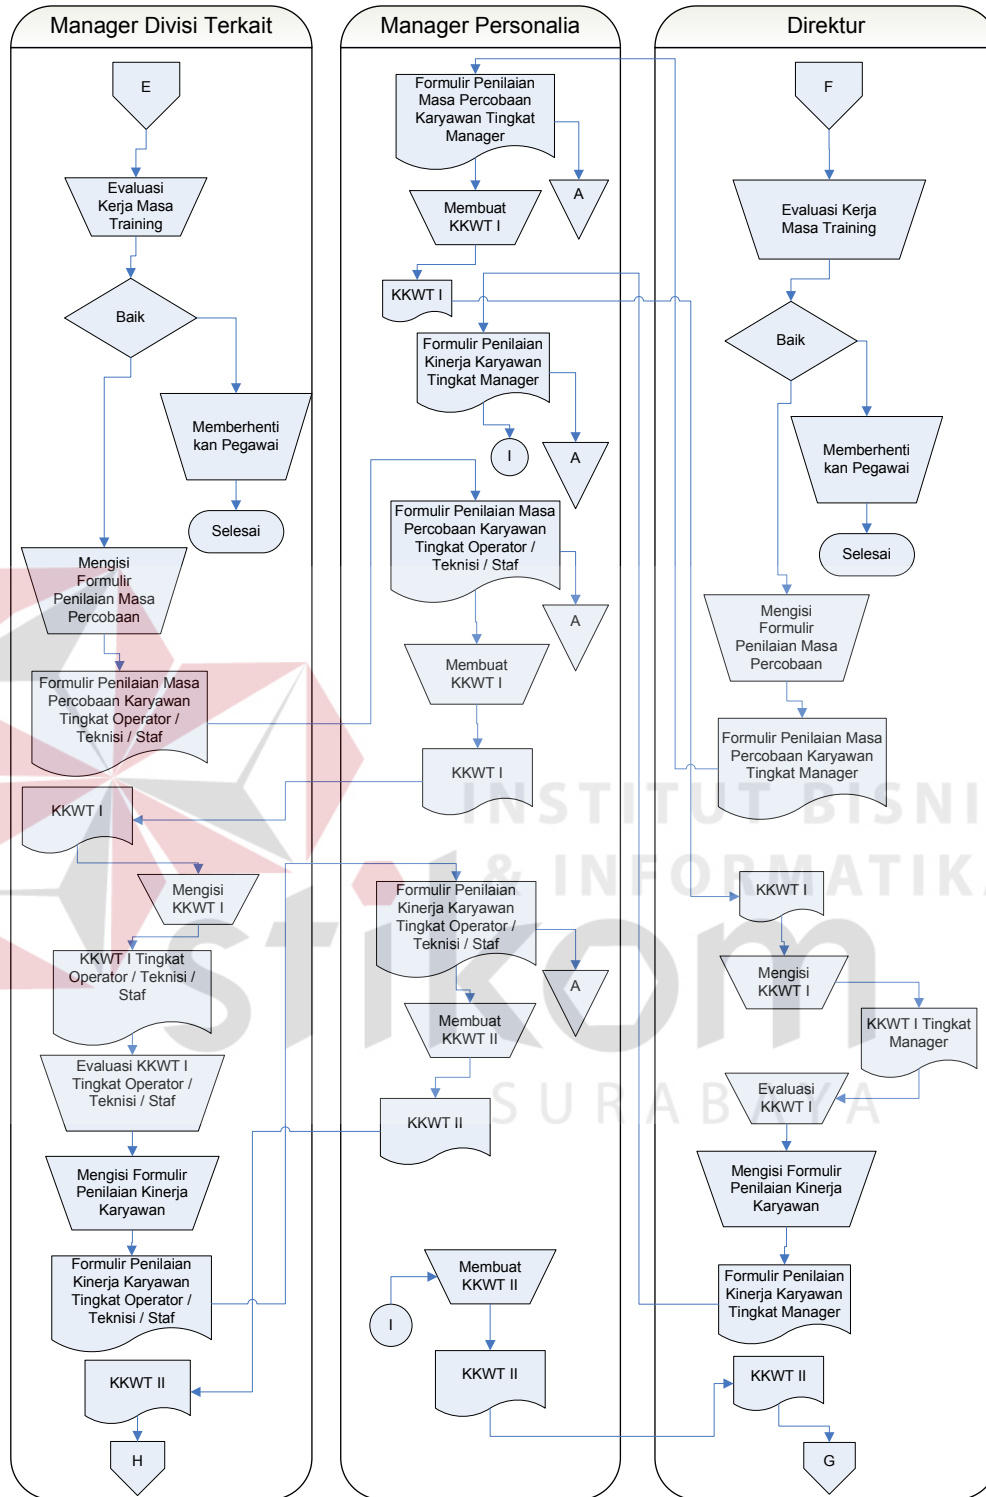 Manager Divisi Terkait
E
Evaluasi
Kerja Masa
Training
Baik
Memberhenti
kan Pegawai
Selesai
Mengisi
Formulir
Penilaian Masa
Percobaan
Formulir Penilaian Masa
Percobaan Karyawan
Tingkat Operator /
Teknisi / Staf
KKWT I
Mengisi
KKWT I
KKWT I Tingkat
Operator / Teknisi /
Staf
Evaluasi KKWT I
Tingkat Operator /
Teknisi / Staf
Mengisi Formulir
Penilaian Kinerja
Karyawan
Formulir Penilaian
Kinerja Karyawan
Tingkat Operator /
Teknisi / Staf
KKWT II
H
Manager Personalia
Formulir Penilaian
Masa Percobaan
Karyawan Tingkat
Manager
A
Membuat
KKWT I
KKWT I
Formulir Penilaian
Kinerja Karyawan
Tingkat Manager
I
A
Formulir Penilaian Masa
Percobaan Karyawan
Tingkat Operator /
Teknisi / Staf
A
Membuat
KKWT I
KKWT I
Formulir Penilaian
Kinerja Karyawan
Tingkat Operator /
Teknisi / Staf
A
Membuat
KKWT II
KKWT II
Membuat
KKWT II
I
KKWT II
Direktur
F
Evaluasi Kerja
Masa Training
Baik
Memberhenti
kan Pegawai
Selesai
Mengisi
Formulir
Penilaian Masa
Percobaan
Formulir Penilaian Masa
Percobaan Karyawan
Tingkat Manager
KKWT I
Mengisi
KKWT I
KKWT I Tingkat
Manager
Evaluasi
KKWT I
Mengisi Formulir
Penilaian Kinerja
Karyawan
Formulir Penilaian
Kinerja Karyawan
Tingkat Manager
KKWT II
G
INSTITUT BISNI
& INFORMATIKA
stikom
SURABAYA